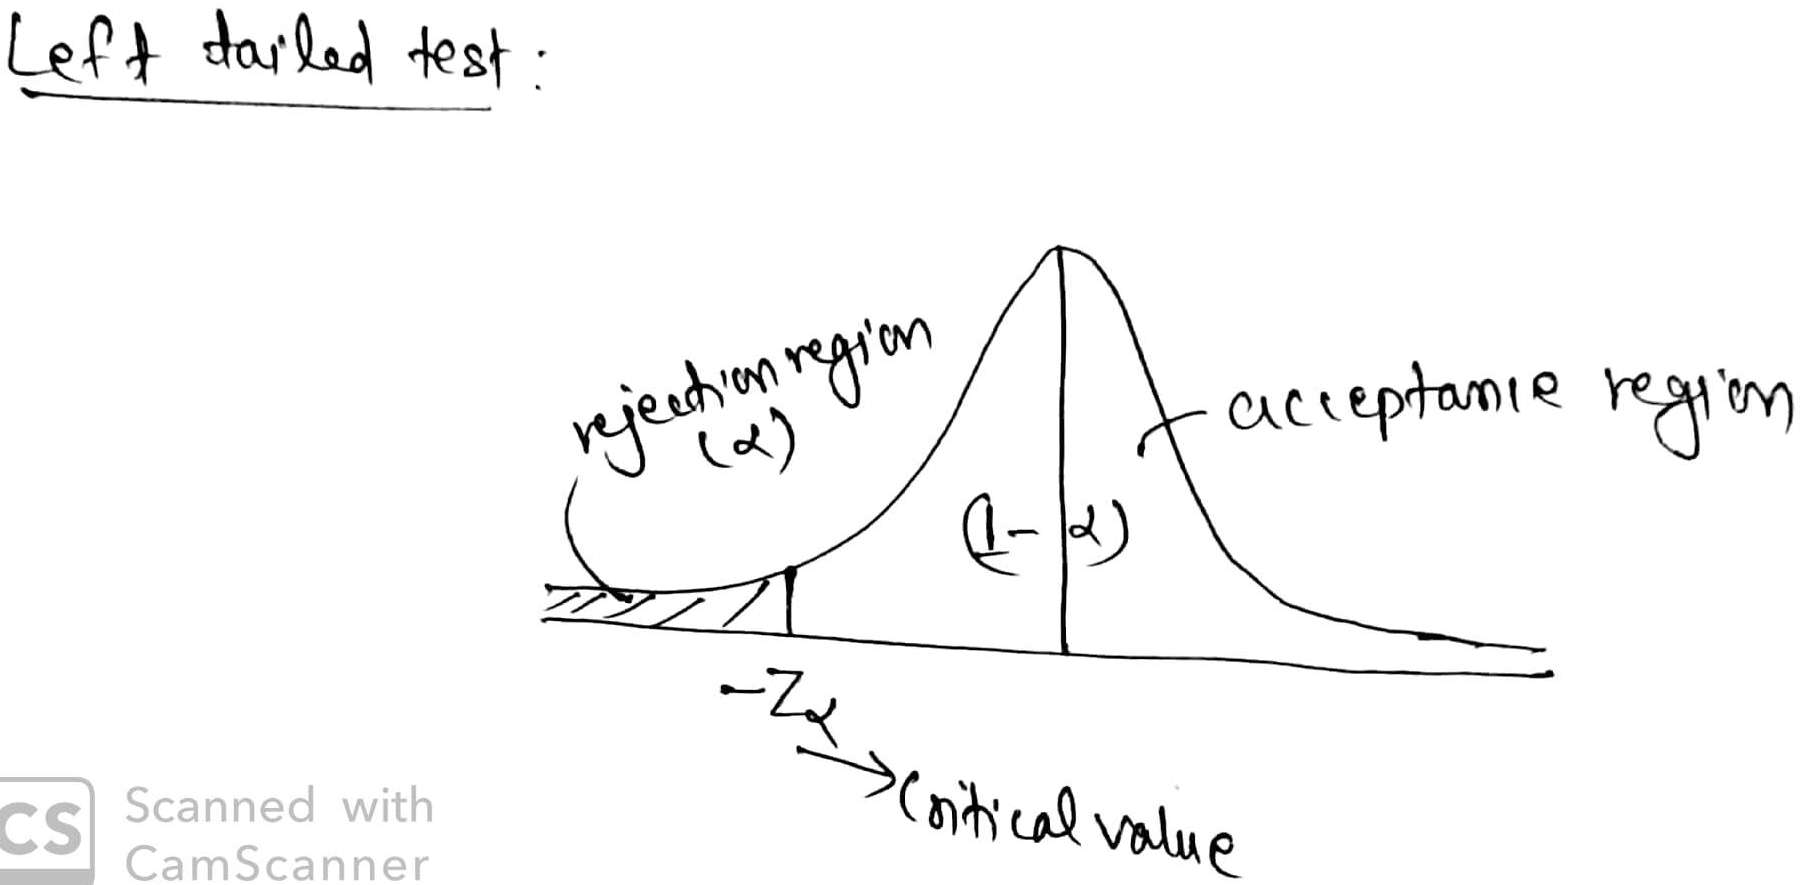 Left tailed test:
rejection region
(α)
acceptance region
(1-α)
-Zα
Critical value
CS
Scanned with
CamScanner